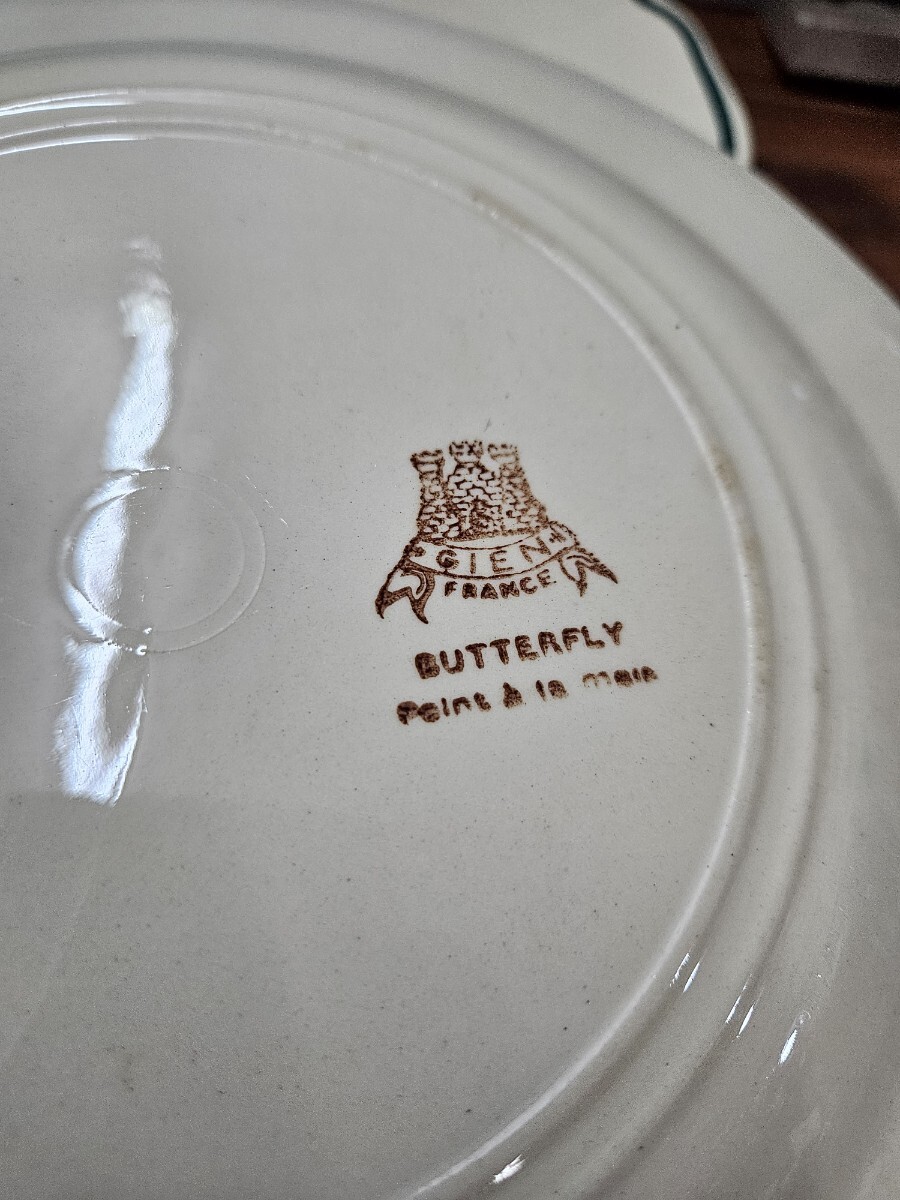 GIEN
FRANCE
BUTTERFLY
Peint à la main